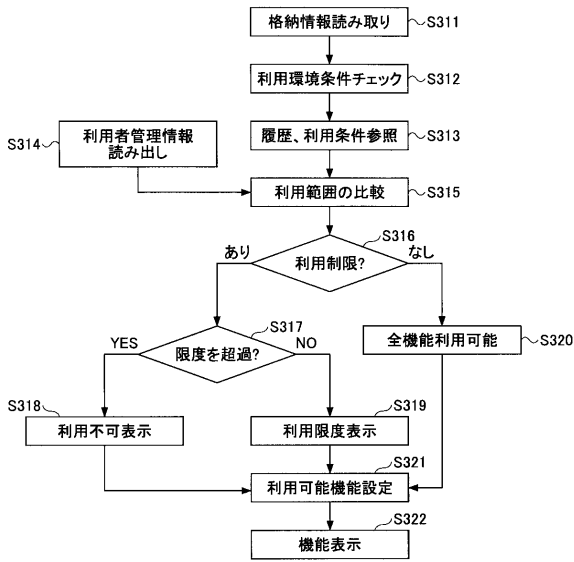 格納情報読み取り S311
利用環境条件チェック S312
履歴、利用条件参照 S313
S314 利用者管理情報
読み出し
利用範囲の比較 S315
S316
あり 利用制限? なし
S317
YES 限度を超過? NO
全機能利用可能 S320
S318 S319
利用不可表示 利用限度表示
S321
利用可能機能設定
S322
機能表示